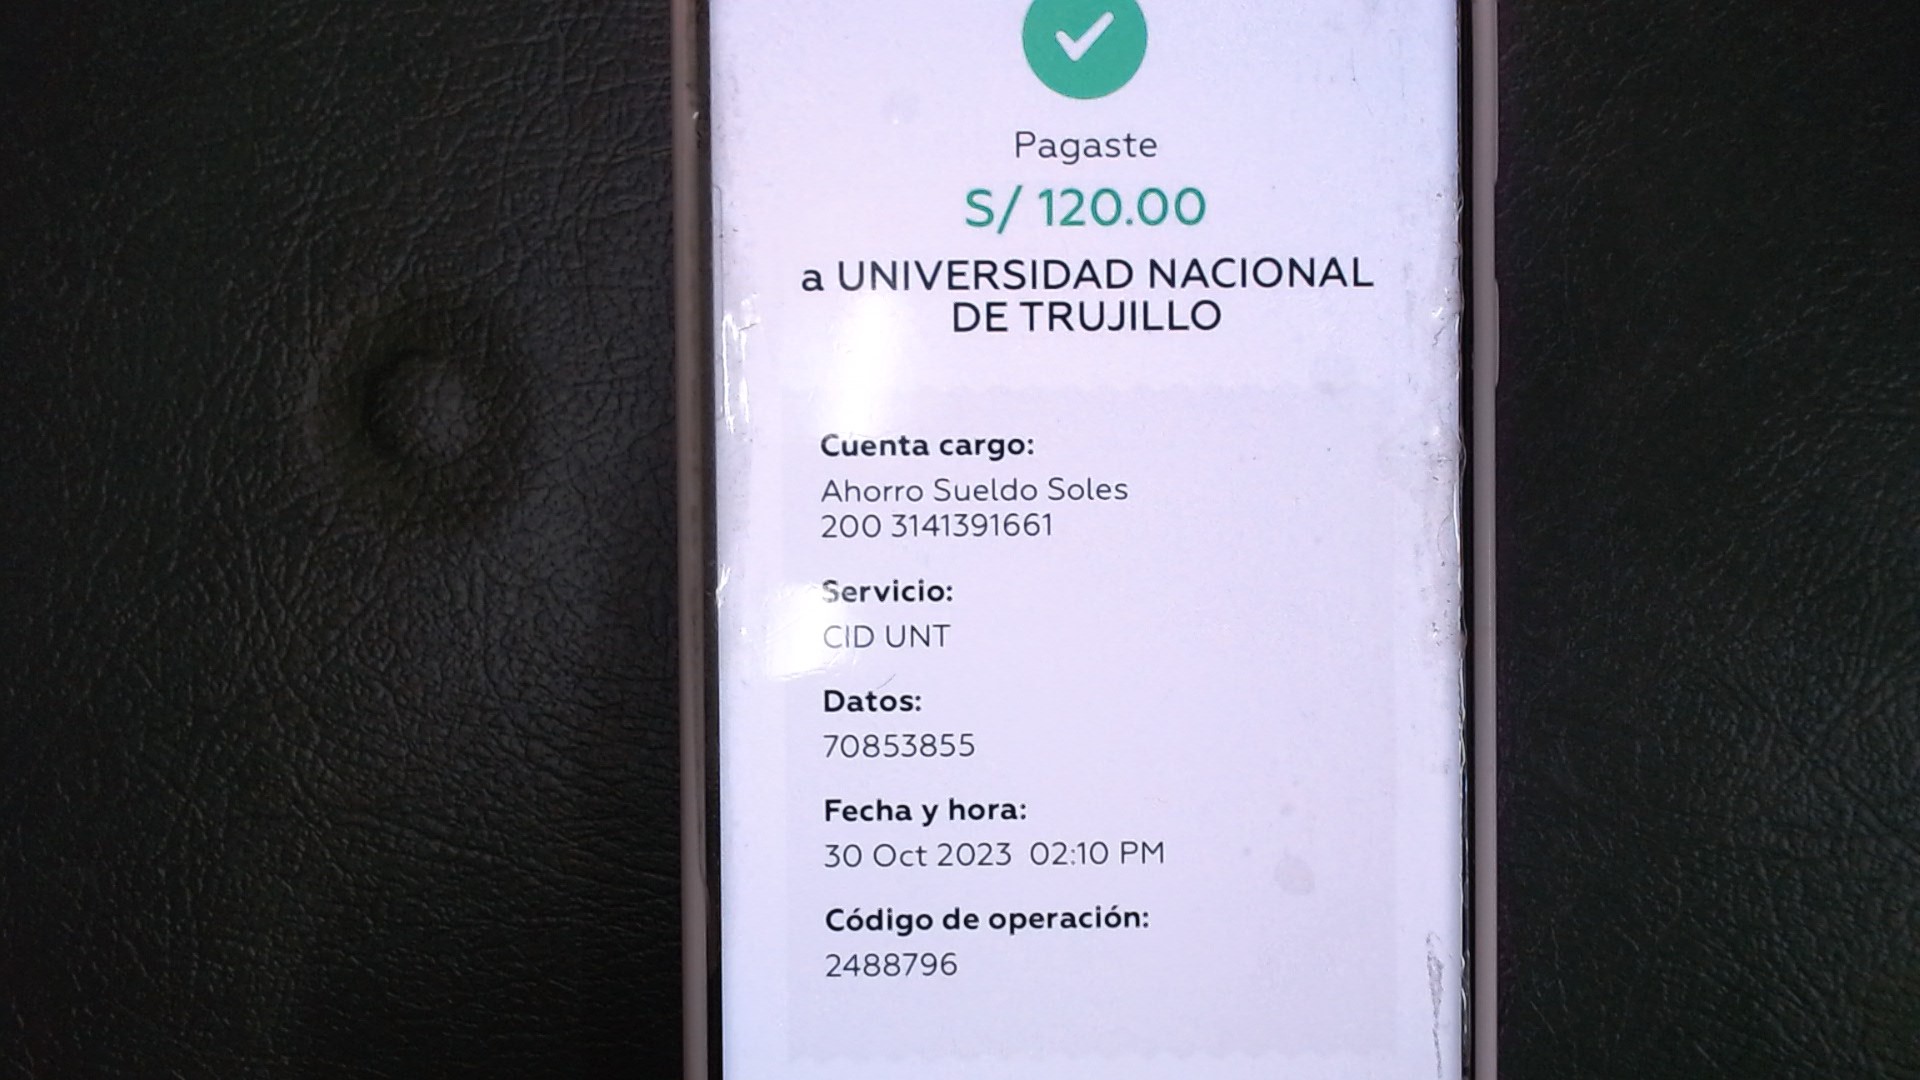 Pagaste
S/ 120.00
a UNIVERSIDAD NACIONAL
DE TRUJILLO
Cuenta cargo:
Ahorro Sueldo Soles
200 3141391661
Servicio:
CID UNT
Datos:
70853855
Fecha y hora:
30 Oct 2023 02:10 PM
Código de operación:
2488796